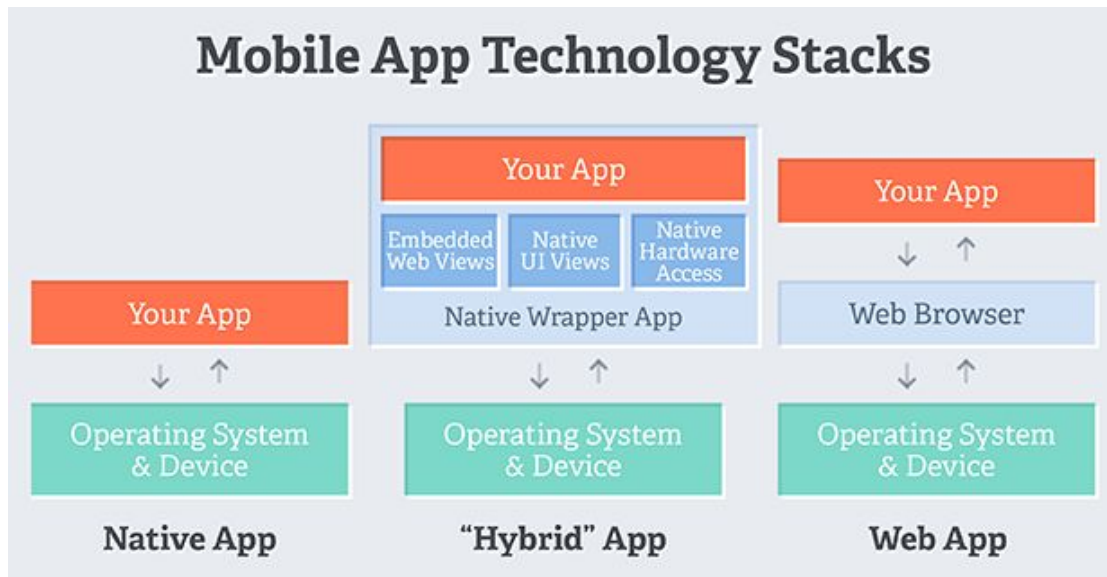 Mobile App Technology Stacks
Your App
Operating System
& Device
Native App
Your App
Embedded
Web Views
Native
UI Views
Native
Hardware
Access
Native Wrapper App
Operating System
& Device
“Hybrid” App
Your App
Web Browser
Operating System
& Device
Web App